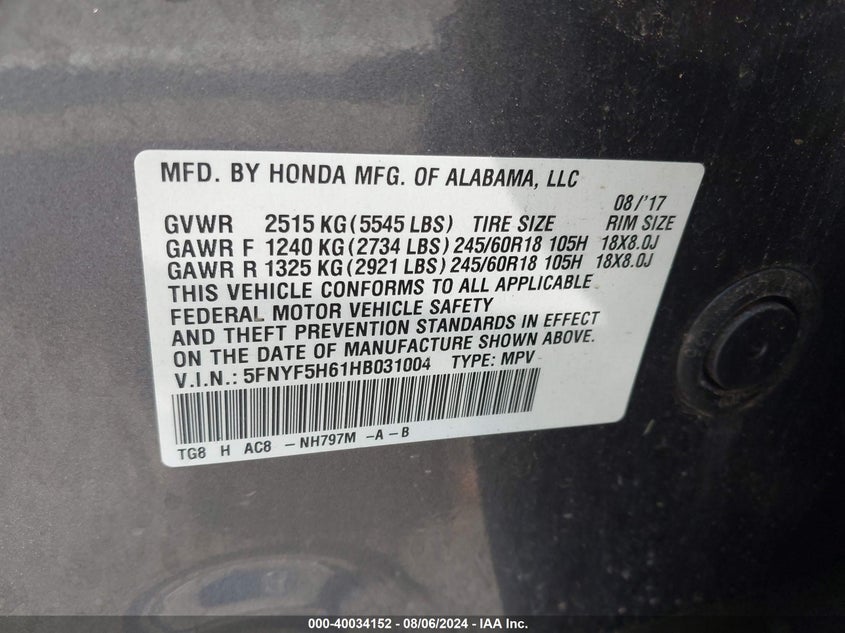 MFD. BY HONDA MFG. OF ALABAMA, LLC
08/'17
GVWR 2515 KG (5545 LBS) TIRE SIZE RIM SIZE
GAWR F 1240 KG (2734 LBS) 245/60R18 105H 18X8.0J
GAWR R 1325 KG (2921 LBS) 245/60R18 105H 18X8.0J
THIS VEHICLE CONFORMS TO ALL APPLICABLE
FEDERAL MOTOR VEHICLE SAFETY
AND THEFT PREVENTION STANDARDS IN EFFECT
ON THE DATE OF MANUFACTURE SHOWN ABOVE.
V.I.N.: 5FNYF5H61HB031004 TYPE: MPV
TG8 H AC8 -NH797M -A-B
000-40034152 - 08/06/2024 - IAA Inc.